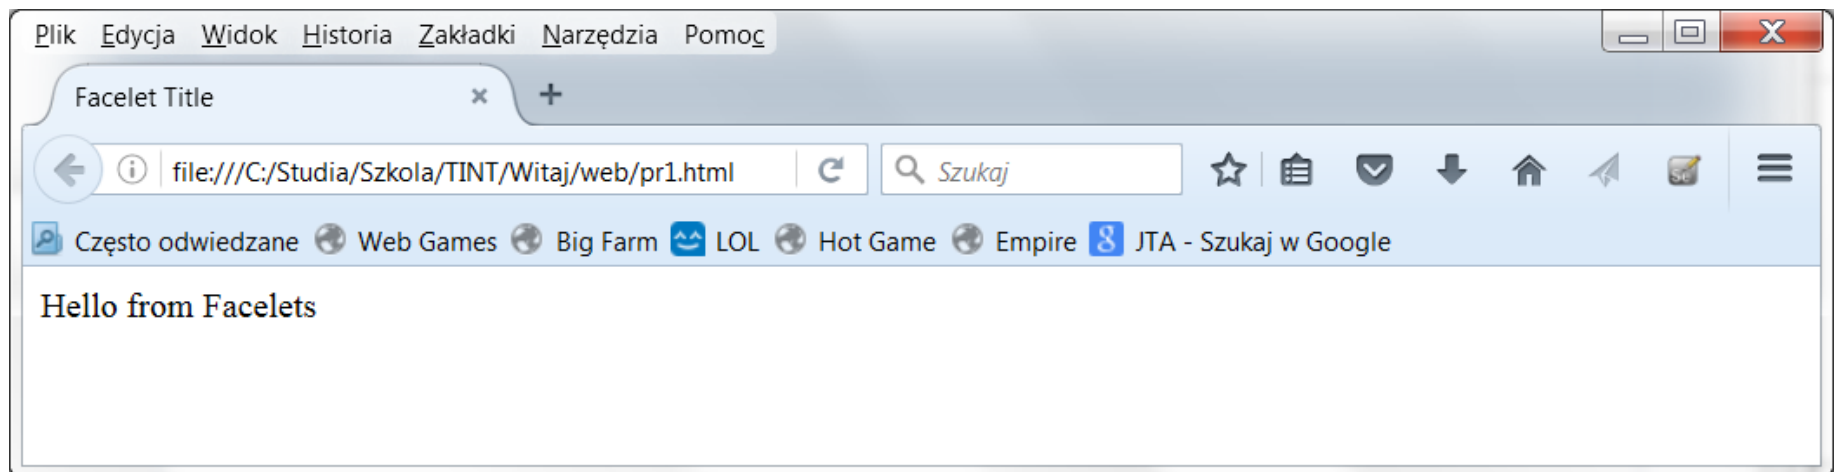 Plik Edycja Widok Historia Zakładki Narzędzia Pomoc
Facelet Title
file:///C:/Studia/Szkola/TINT/Witaj/web/pr1.html Szukaj
Często odwiedzane Web Games Big Farm LOL Hot Game Empire 8 JTA - Szukaj w Google
Hello from Facelets